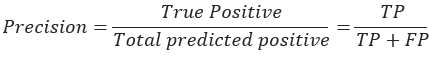 Precision = True Positive / Total predicted positive = TP / TP + FP